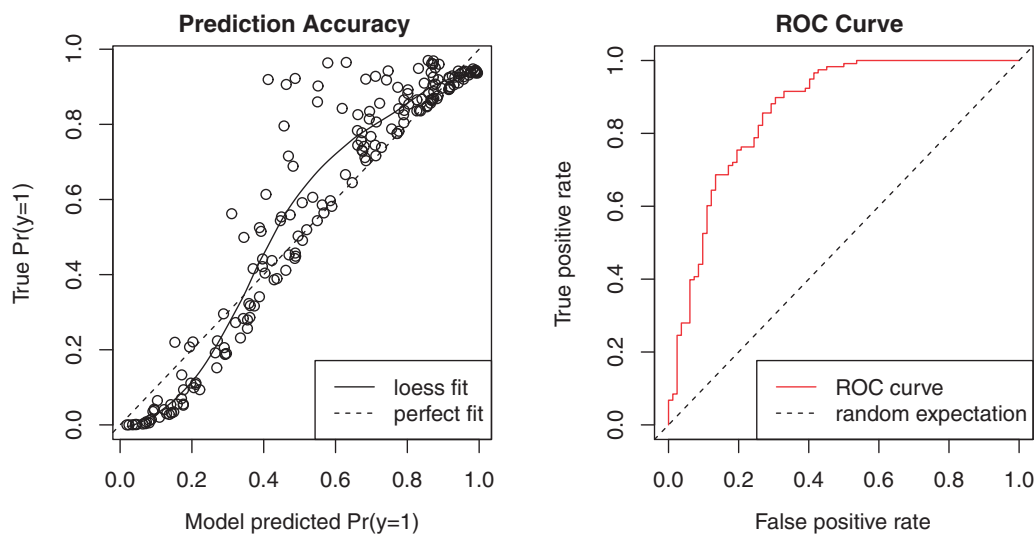 Prediction Accuracy
True Pr(y=1)
1.0
0.8
0.6
0.4
0.2
0.0
loess fit
perfect fit
0.0 0.2 0.4 0.6 0.8 1.0
Model predicted Pr(y=1)
ROC Curve
True positive rate
1.0
0.8
0.6
0.4
0.2
0.0
ROC curve
random expectation
0.0 0.2 0.4 0.6 0.8 1.0
False positive rate